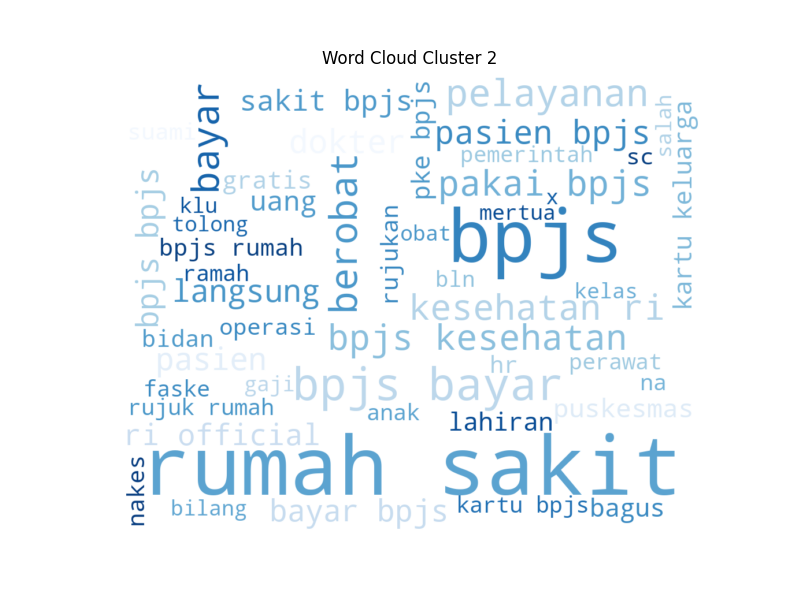 Word Cloud Cluster 2
bayar
sakit bpjs
pke bpjs
pelayanan
salah
kartu keluarga
suami
dokter
pasien bpjs
pemerintah
sc
bpjs bpjs
gratis
uang
berobat
pakai bpjs
x
klu
tolong
rujukan
obat
mertua
bpjs
bpjs rumah
ramah
langsung
bln
kelas
kesehatan ri
bidan
operasi
bpjs kesehatan
pasien
hr
perawat
faske
gaji
bpjs bayar
na
rujuk rumah
anak
lahiran
puskesmas
ri official
rumah sakit
nakes
bilang
bayar bpjs
kartu bpjs
bagus